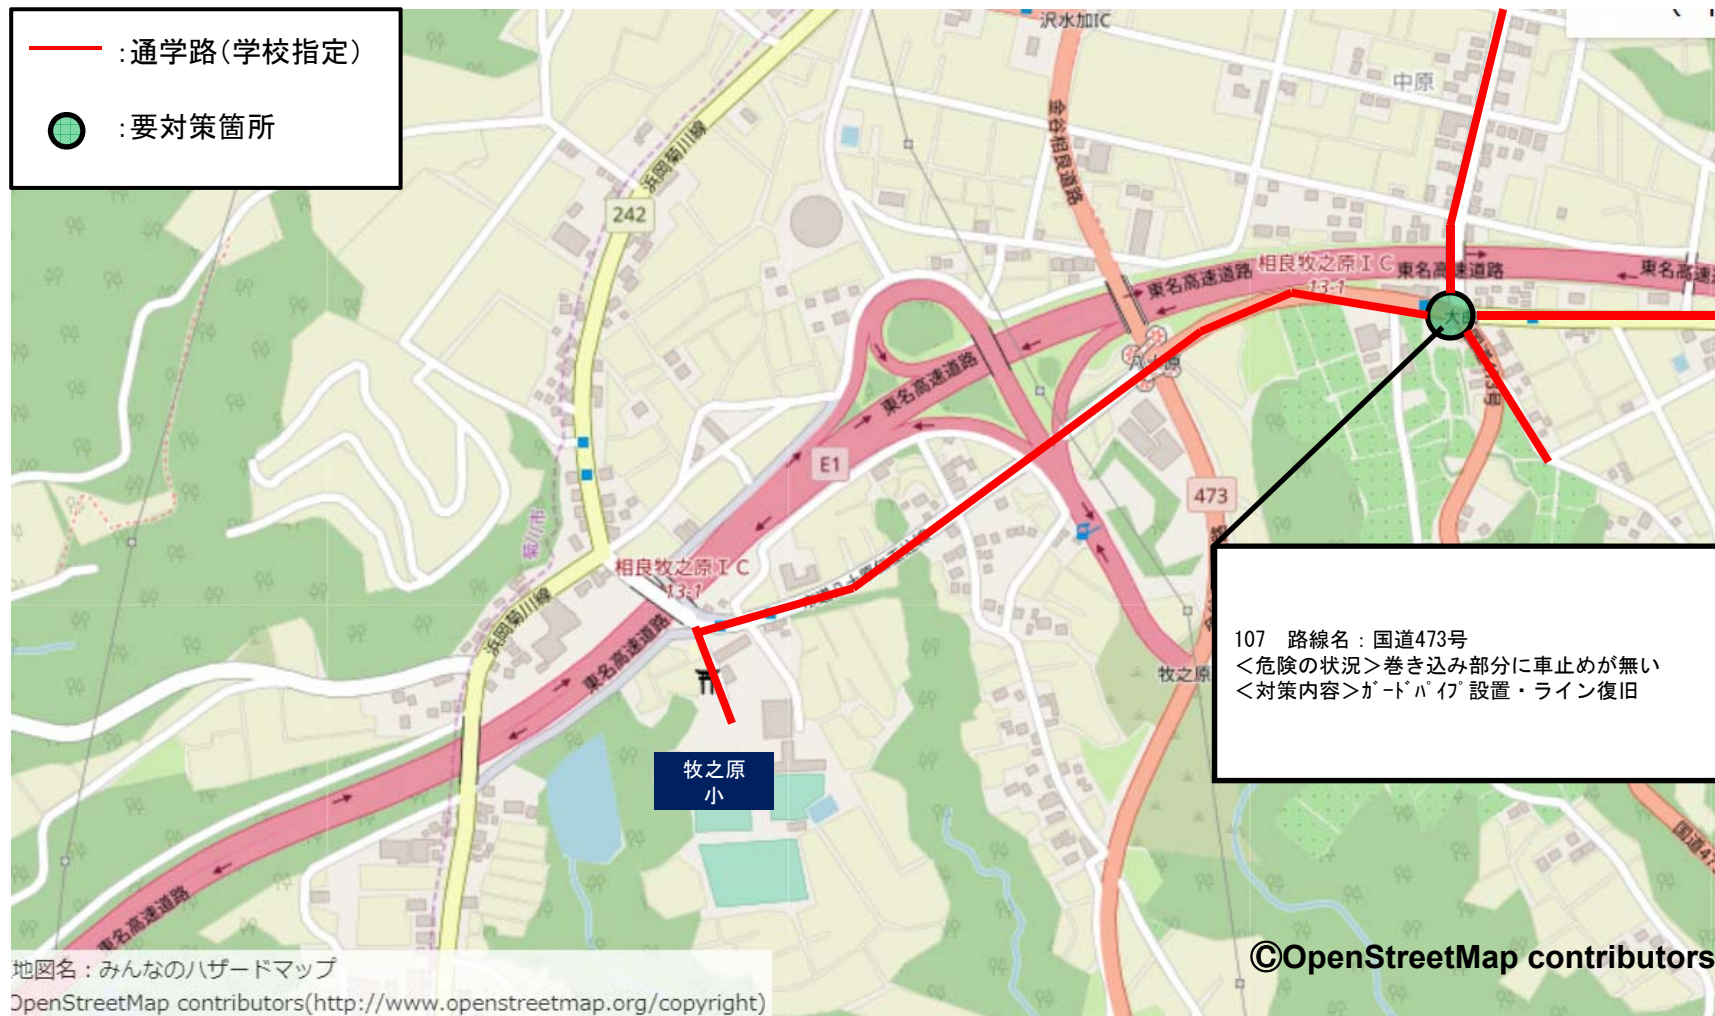 :通学路(学校指定)
:要対策箇所
沢水加IC
中原
金谷相良道路
浜岡菊川線
242
相良牧之原ＩＣ
13-1
東名高速道路
東名高速道路
東名高速
東名高速道路
E1
473
菊川市
相良牧之原ＩＣ
13-1
浜岡菊川線
東名高速道路
牧之原
107　路線名：国道473号
＜危険の状況＞巻き込み部分に車止めが無い
＜対策内容＞ｶﾞｰﾄﾞﾊﾟｲﾌﾟ設置・ライン復旧
牧之原
小
国道47
東名高速道路
©OpenStreetMap contributors
地図名：みんなのハザードマップ
OpenStreetMap contributors(http://www.openstreetmap.org/copyright)